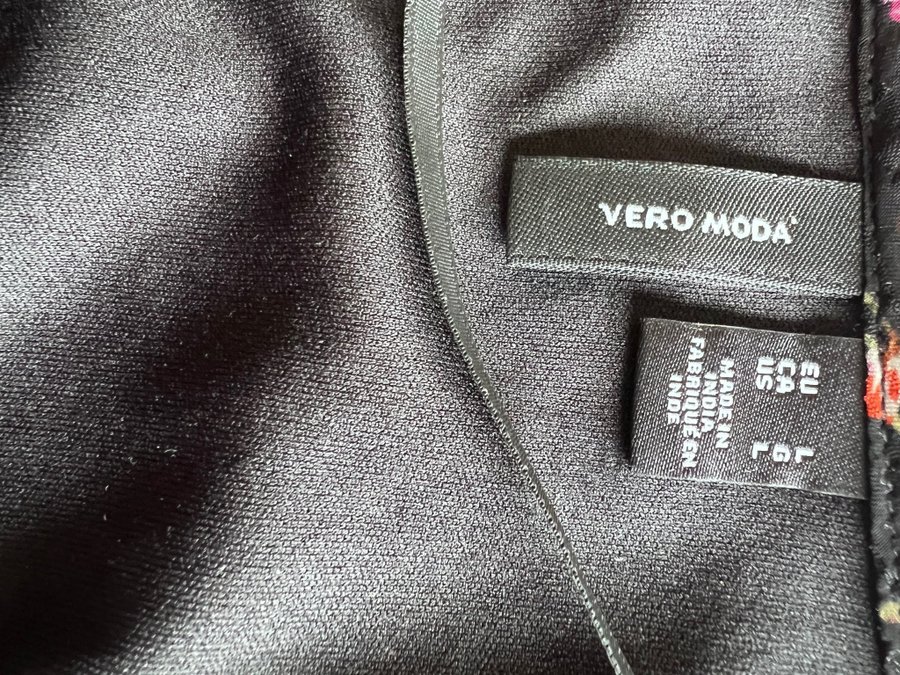 VERO MODA
EU L
CA G
US L
MADE IN
INDIA
FABRIQUÉ EN
INDE